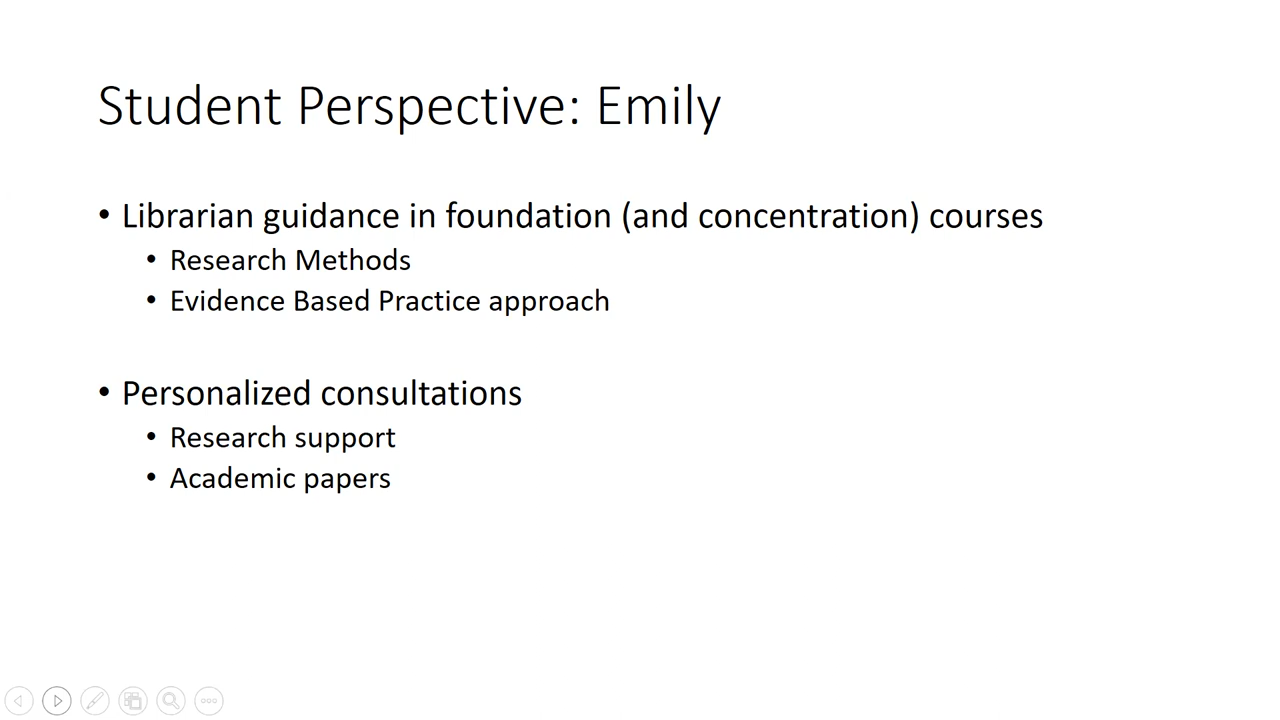 Student Perspective: Emily
• Librarian guidance in foundation (and concentration) courses
• Research Methods
• Evidence Based Practice approach
• Personalized consultations
• Research support
• Academic papers